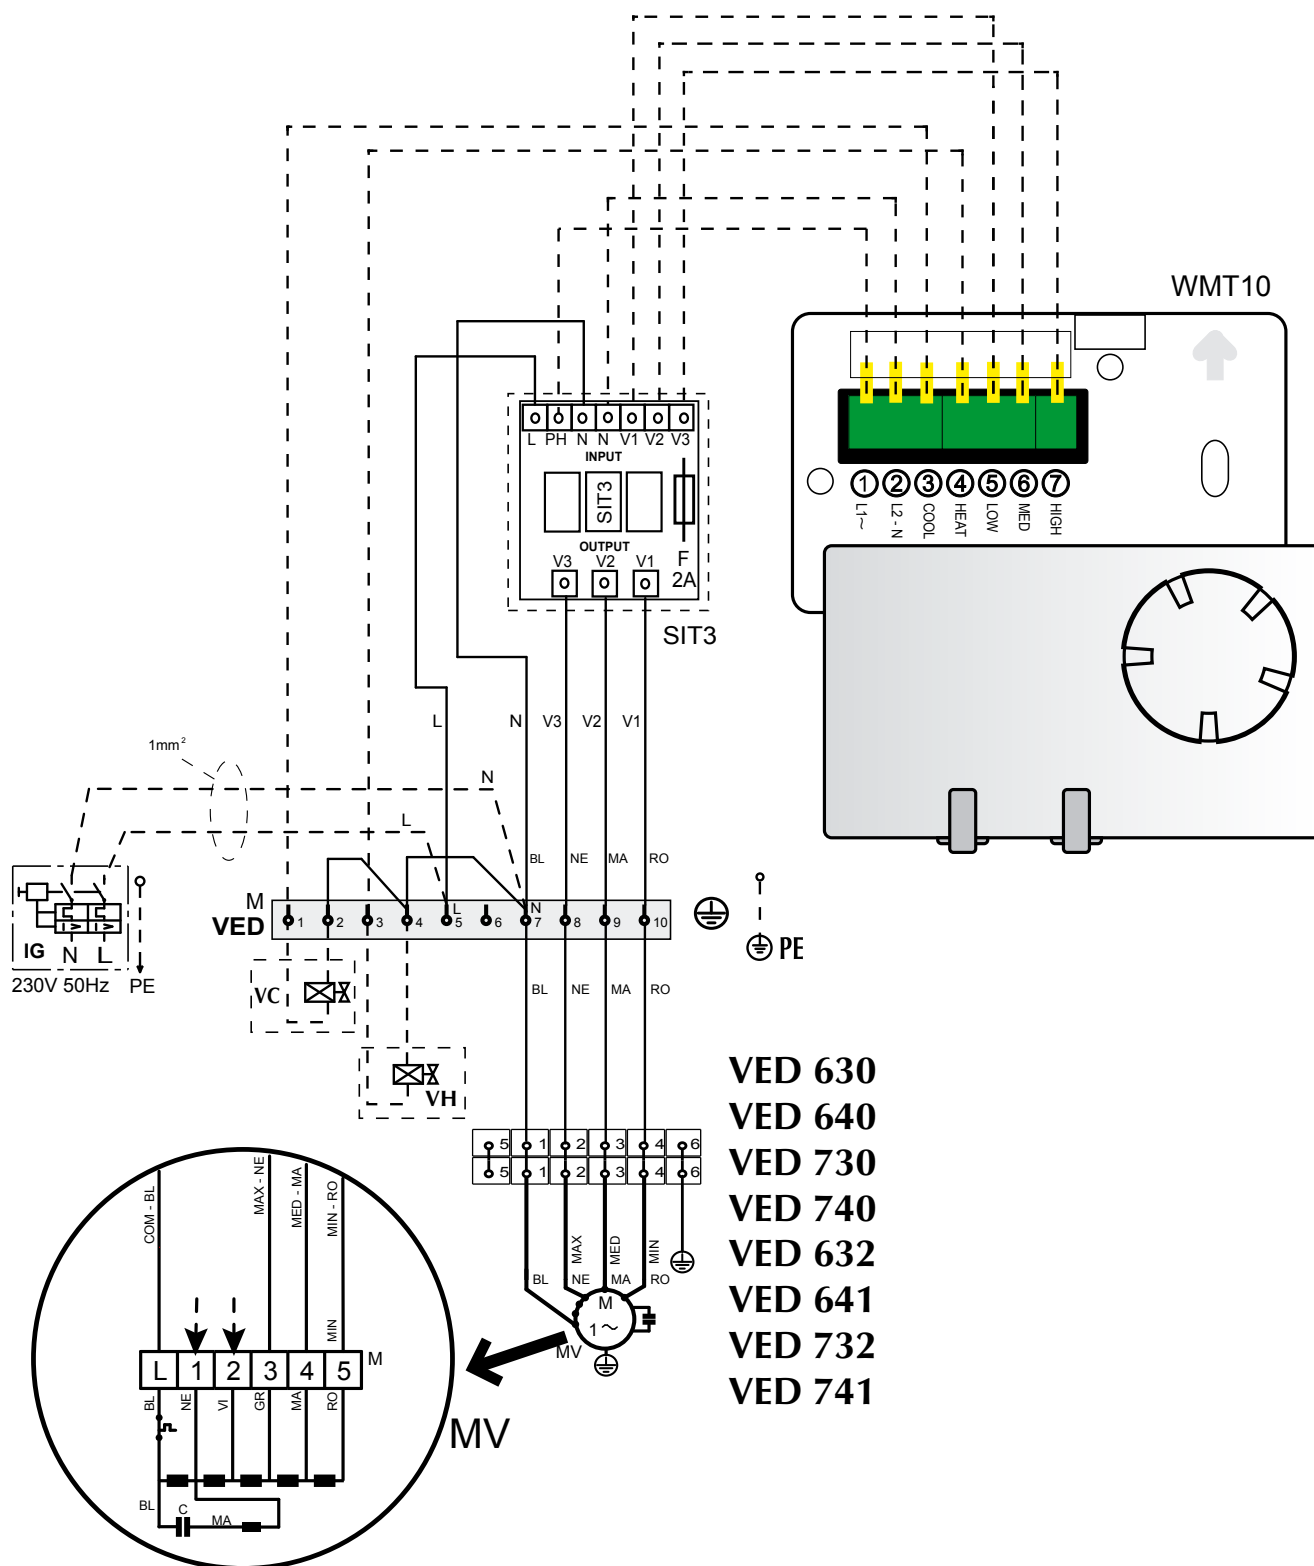 WMT10
L PH N N V1 V2 V3
INPUT
SIT3
OUTPUT
V3 V2 V1
F
2A
SIT3
1 2 3 4 5 6 7
L1~
L2 - N
COOL
HEAT
LOW
MED
HIGH
L N V3 V2 V1
1mm²
N
L
BL NE MA RO
M
VED
L N
1 2 3 4 5 6 7 8 9 10
PE
IG N L
230V 50Hz PE
VC
BL NE MA RO
VH
5 1 2 3 4 6
5 1 2 3 4 6
MAX
MED
MIN
BL NE MA RO
M
1~
MV
VED 630
VED 640
VED 730
VED 740
VED 632
VED 641
VED 732
VED 741
COM - BL
MAX - NE
MED - MA
MIN - RO
MIN
L 1 2 3 4 5 M
BL
NE
VI
GR
MA
RO
BL
C
MA
MV